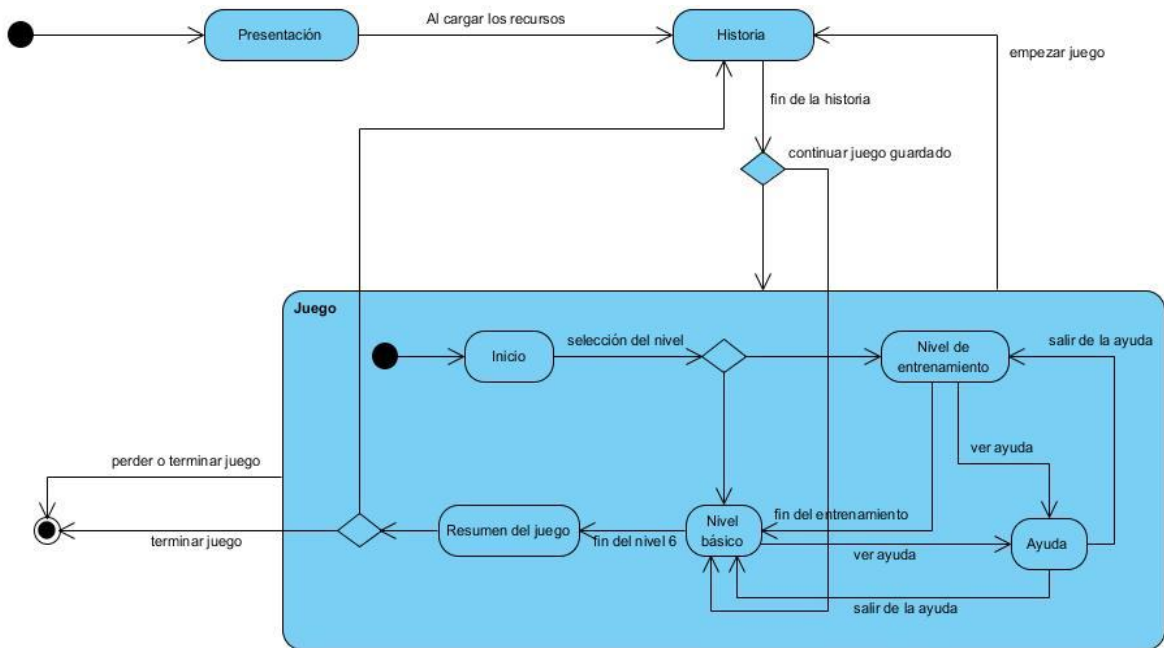 Al cargar los recursos
Presentación
Historia
empezar juego
fin de la historia
continuar juego guardado
Juego
Inicio
selección del nivel
Nivel de
entrenamiento
salir de la ayuda
ver ayuda
perder o terminar juego
terminar juego
Resumen del juego
fin del nivel 6
Nivel
básico
fin del entrenamiento
ver ayuda
Ayuda
salir de la ayuda